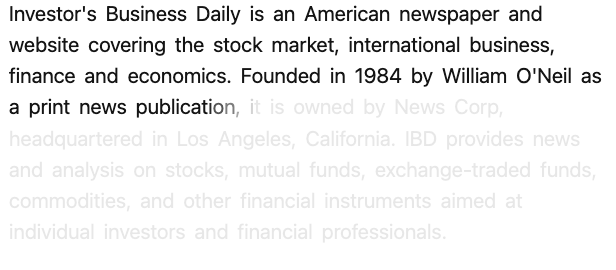 Investor's Business Daily is an American newspaper and
website covering the stock market, international business,
finance and economics. Founded in 1984 by William O'Neil as
a print news publication, it is owned by News Corp,
headquartered in Los Angeles, California. IBD provides news
and analysis on stocks, mutual funds, exchange-traded funds,
commodities, and other financial instruments aimed at
individual investors and financial professionals.